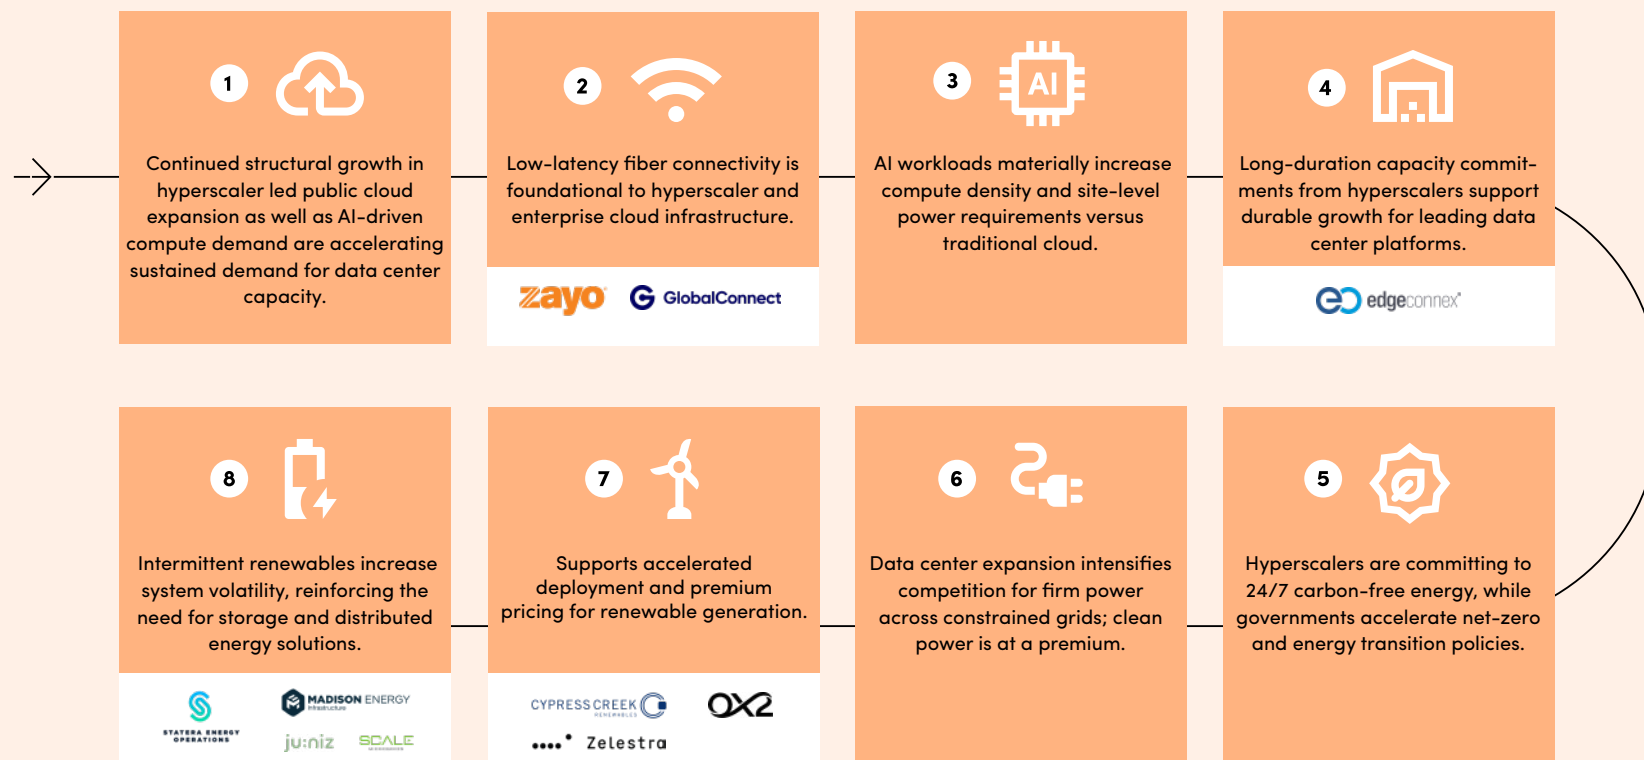 1
Continued structural growth in
hyperscaler led public cloud
expansion as well as AI-driven
compute demand are accelerating
sustained demand for data center
capacity.
2
Low-latency fiber connectivity is
foundational to hyperscaler and
enterprise cloud infrastructure.
zayo
GlobalConnect
3
AI
AI workloads materially increase
compute density and site-level
power requirements versus
traditional cloud.
4
Long-duration capacity commit-
ments from hyperscalers support
durable growth for leading data
center platforms.
edgeconnex
5
Hyperscalers are committing to
24/7 carbon-free energy, while
governments accelerate net-zero
and energy transition policies.
6
Data center expansion intensifies
competition for firm power
across constrained grids; clean
power is at a premium.
7
Supports accelerated
deployment and premium
pricing for renewable generation.
CYPRESS CREEK
RENEWABLES
OX2
Zelestra
8
Intermittent renewables increase
system volatility, reinforcing the
need for storage and distributed
energy solutions.
STATERA ENERGY
OPERATIONS
MADISON ENERGY
Infrastructure
ju:niz
SCALE